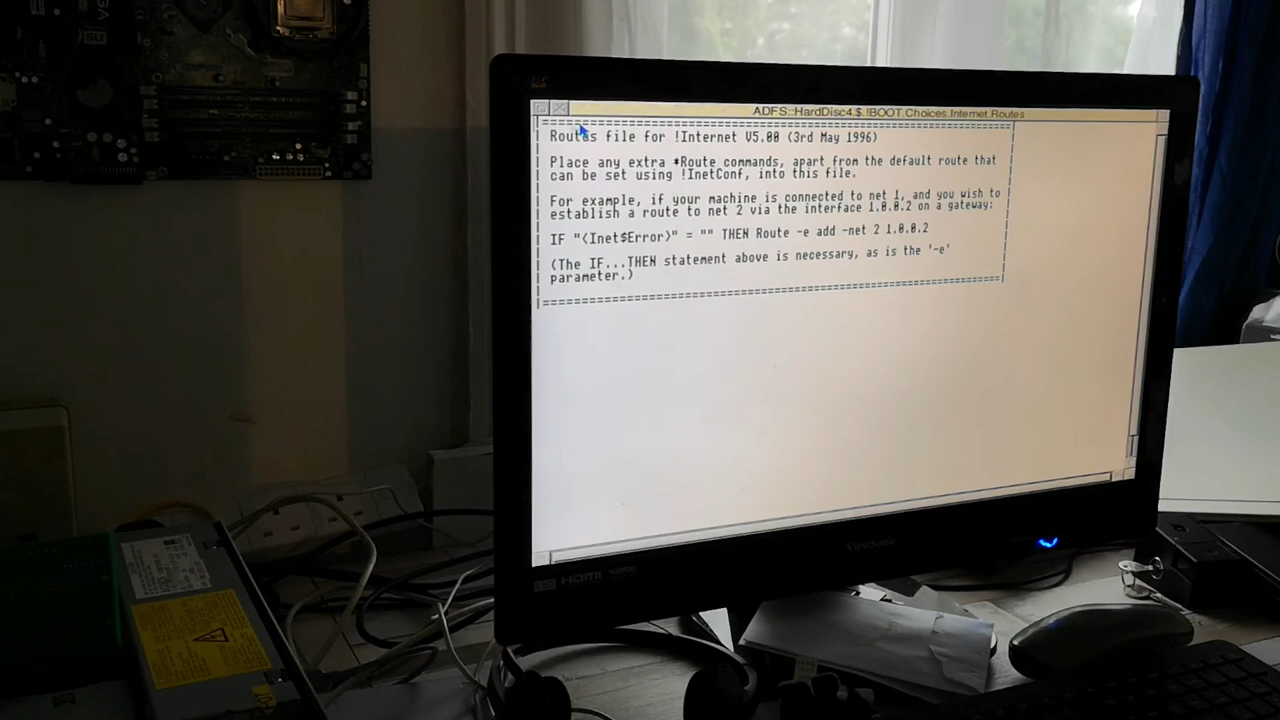 SLI
ADFS::HardDisc4.$.!BOOT.Choices.Internet.Routes
=====================================================
| Routes file for !Internet V5.00 (3rd May 1996)
| Place any extra *Route commands, apart from the default route that
| can be set using !InetConf, into this file.
| For example, if your machine is connected to net 1, and you wish to
| establish a route to net 2 via the interface 1.0.0.2 on a gateway:
| IF "<Inet$Error>" = "" THEN Route -e add -net 2 1.0.0.2
| (The IF...THEN statement above is necessary, as is the '-e'
| parameter.)
|=====================================================
ViewSonic
LED HDMI